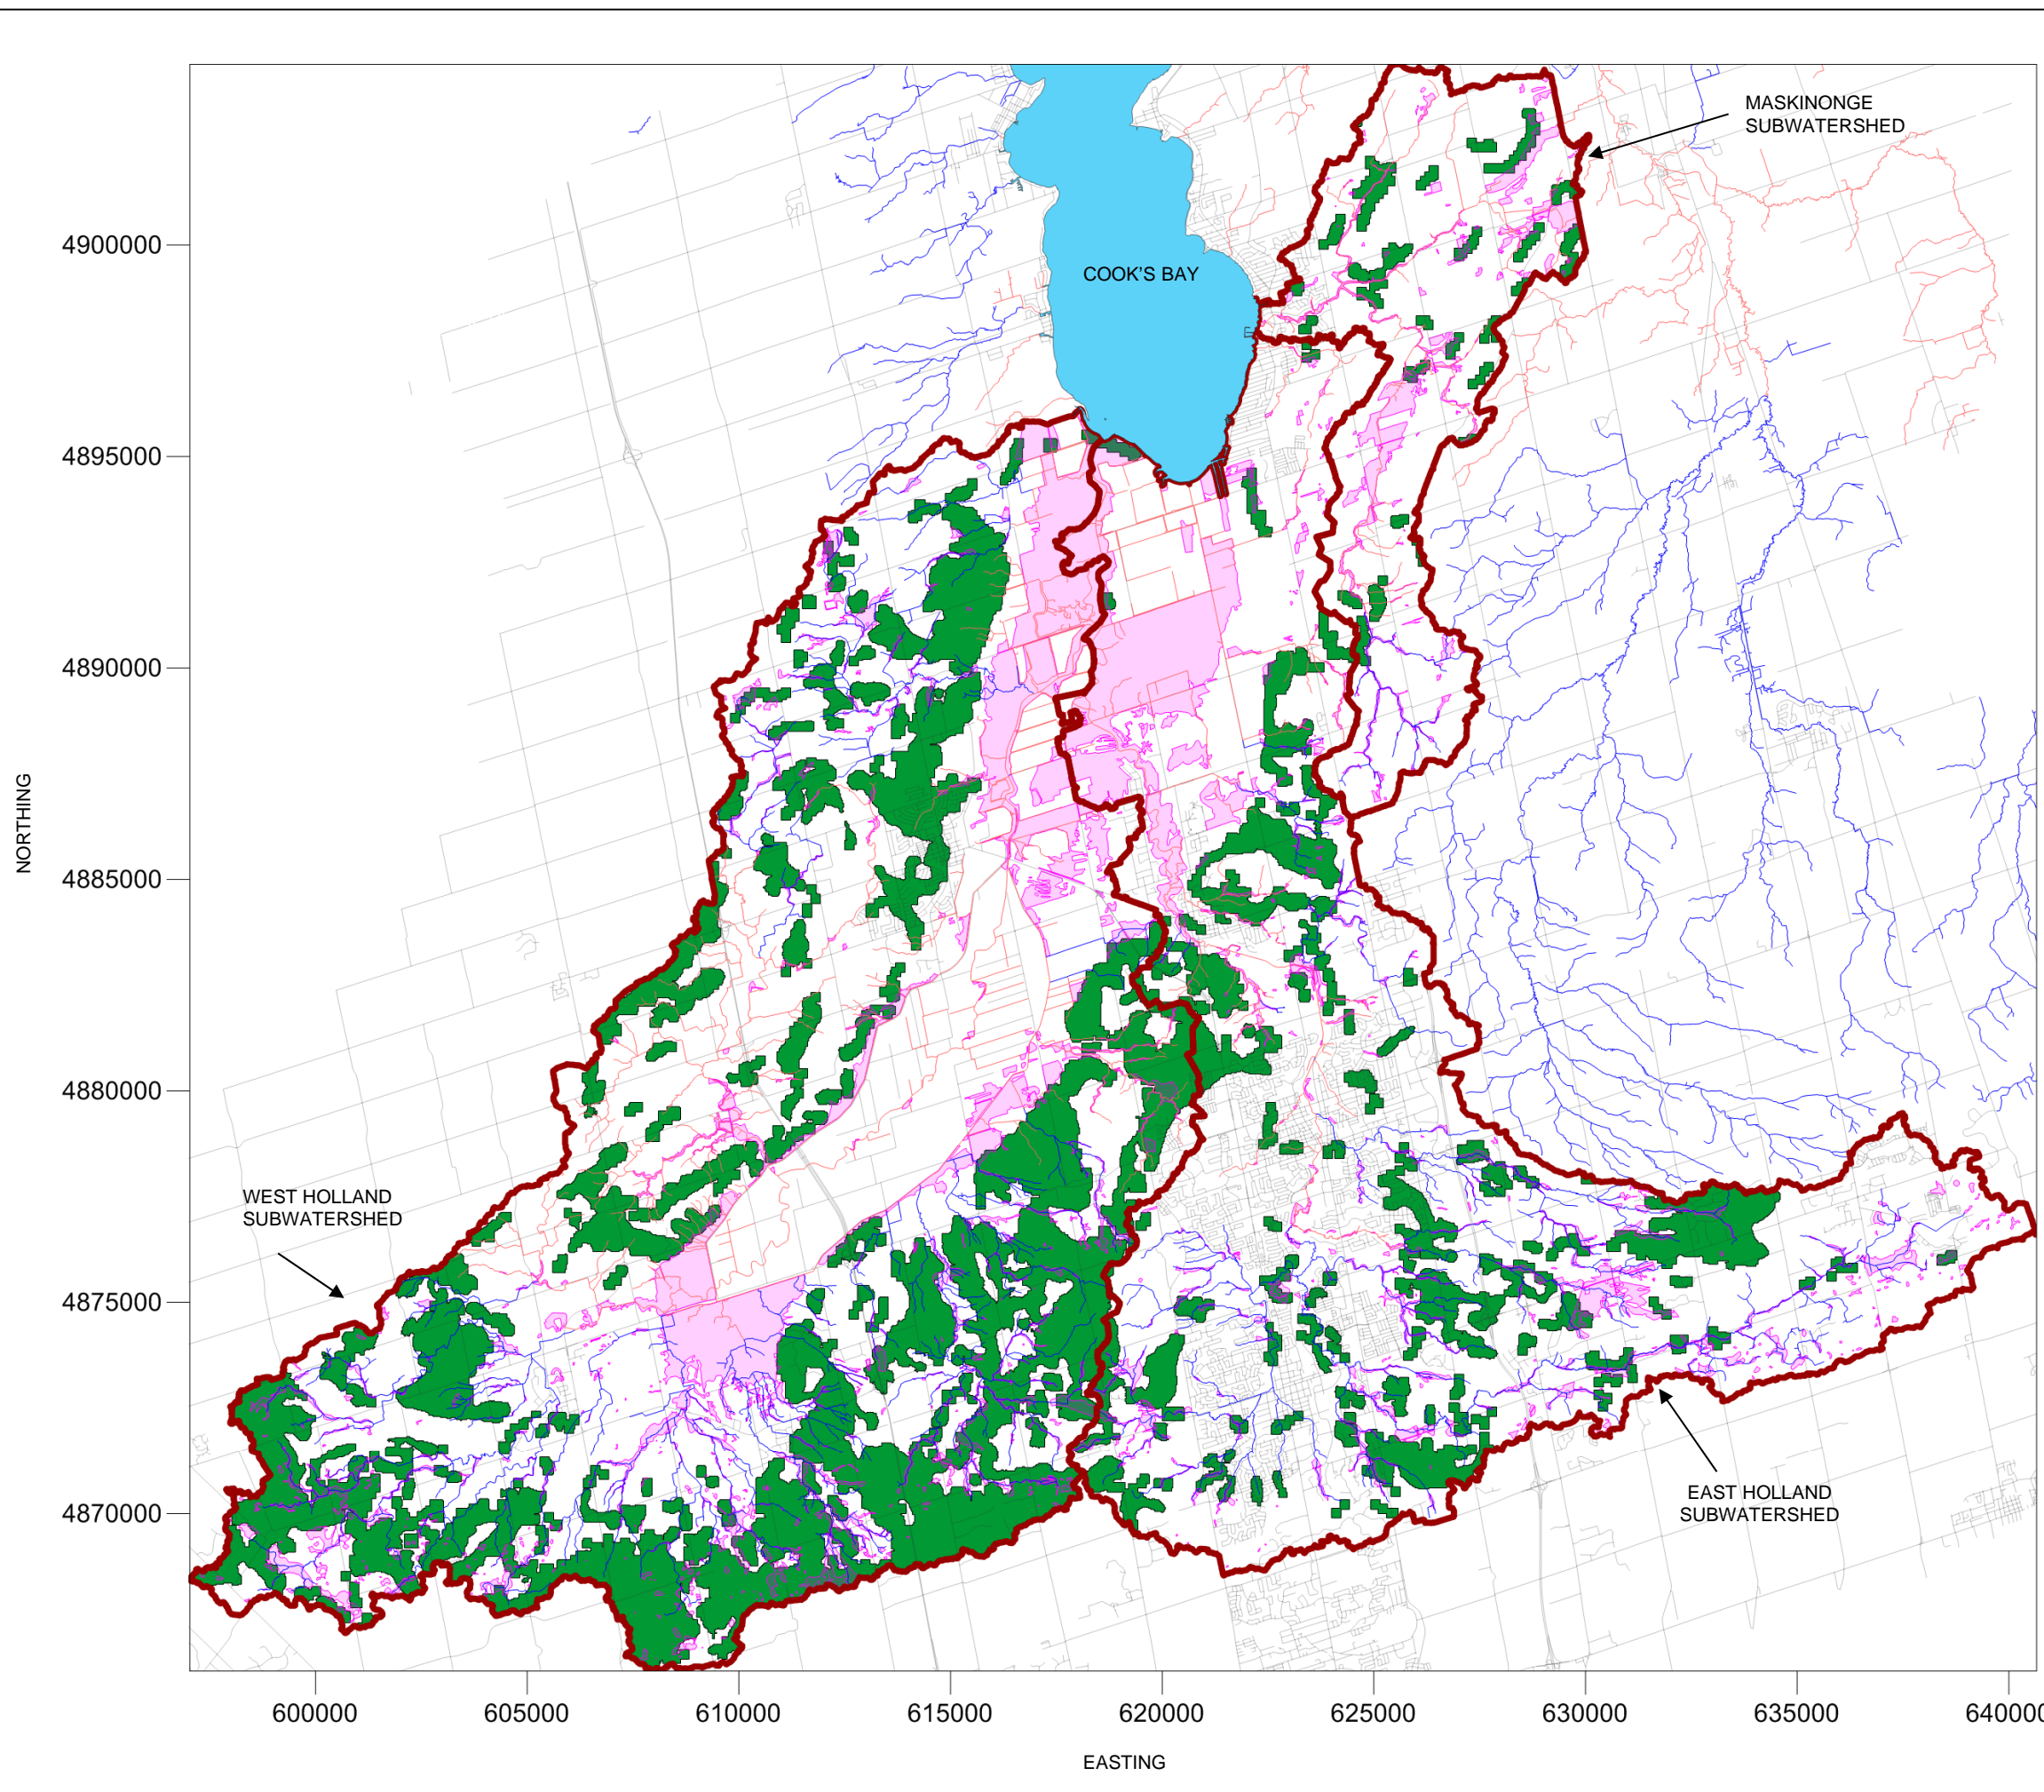 MASKINONGE
SUBWATERSHED
4900000
COOK'S BAY
4895000
4890000
NORTHING
4885000
4880000
WEST HOLLAND
SUBWATERSHED
4875000
EAST HOLLAND
SUBWATERSHED
4870000
600000 605000 610000 615000 620000 625000 630000 635000 640000
EASTING